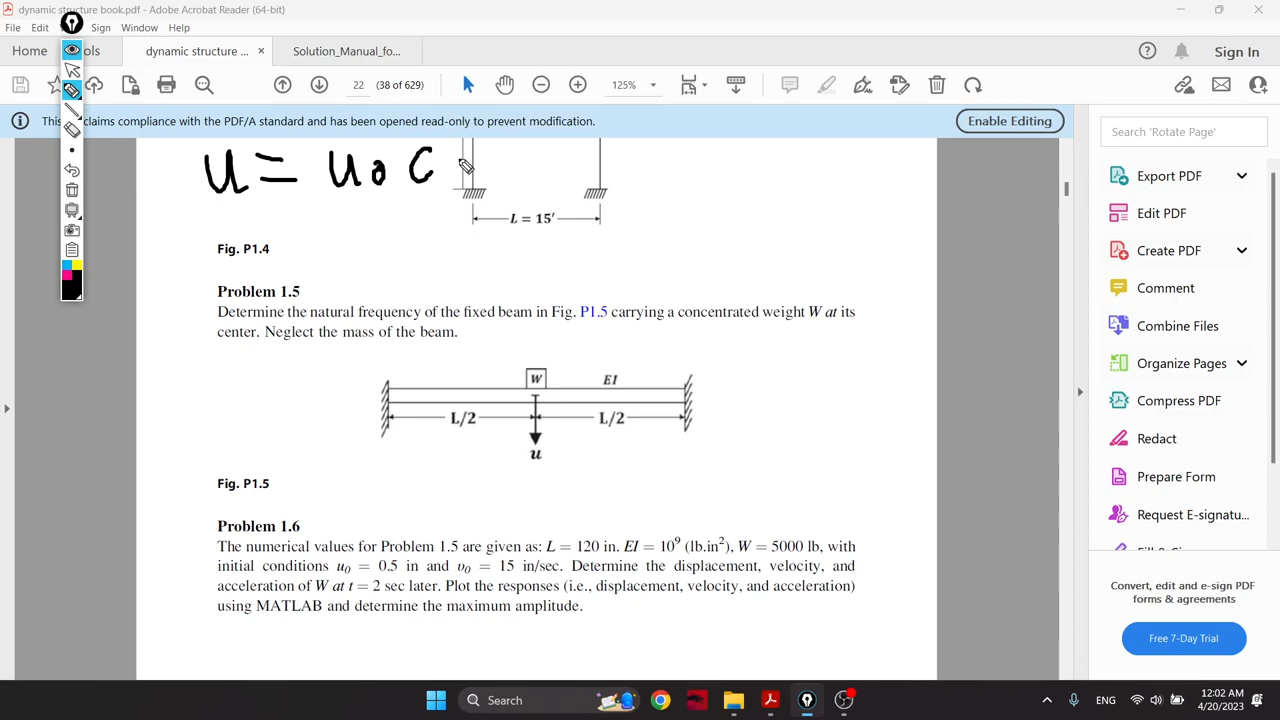 dynamic structure book.pdf - Adobe Acrobat Reader (64-bit)
File Edit Sign Window Help
Home ols dynamic structure ... × Solution_Manual_fo... Sign In
22 (38 of 629) 125%
This claims compliance with the PDF/A standard and has been opened read-only to prevent modification. Enable Editing
u = u₀ c
L = 15′
Fig. P1.4
Problem 1.5
Determine the natural frequency of the fixed beam in Fig. P1.5 carrying a concentrated weight W at its
center. Neglect the mass of the beam.
W EI
L/2 L/2
u
Fig. P1.5
Problem 1.6
The numerical values for Problem 1.5 are given as: L = 120 in. EI = 10⁹ (lb.in²), W = 5000 lb, with
initial conditions u₀ = 0.5 in and υ₀ = 15 in/sec. Determine the displacement, velocity, and
acceleration of W at t = 2 sec later. Plot the responses (i.e., displacement, velocity, and acceleration)
using MATLAB and determine the maximum amplitude.
Search 'Rotate Page'
Export PDF
Edit PDF
Create PDF
Comment
Combine Files
Organize Pages
Compress PDF
Redact
Prepare Form
Request E-signatu...
Convert, edit and e-sign PDF
forms & agreements
Free 7-Day Trial
Search
ENG
12:02 AM
4/20/2023